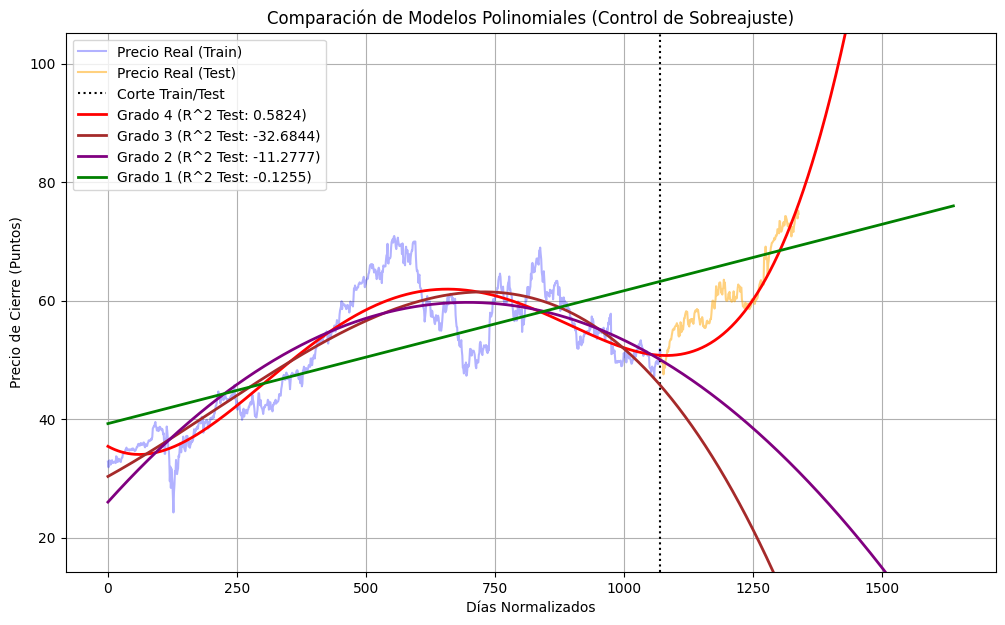 Comparación de Modelos Polinomiales (Control de Sobreajuste)
Precio Real (Train)
Precio Real (Test)
Corte Train/Test
Grado 4 (R^2 Test: 0.5824)
Grado 3 (R^2 Test: -32.6844)
Grado 2 (R^2 Test: -11.2777)
Grado 1 (R^2 Test: -0.1255)
Precio de Cierre (Puntos)
100
80
60
40
20
0
250
500
750
1000
1250
1500
Días Normalizados